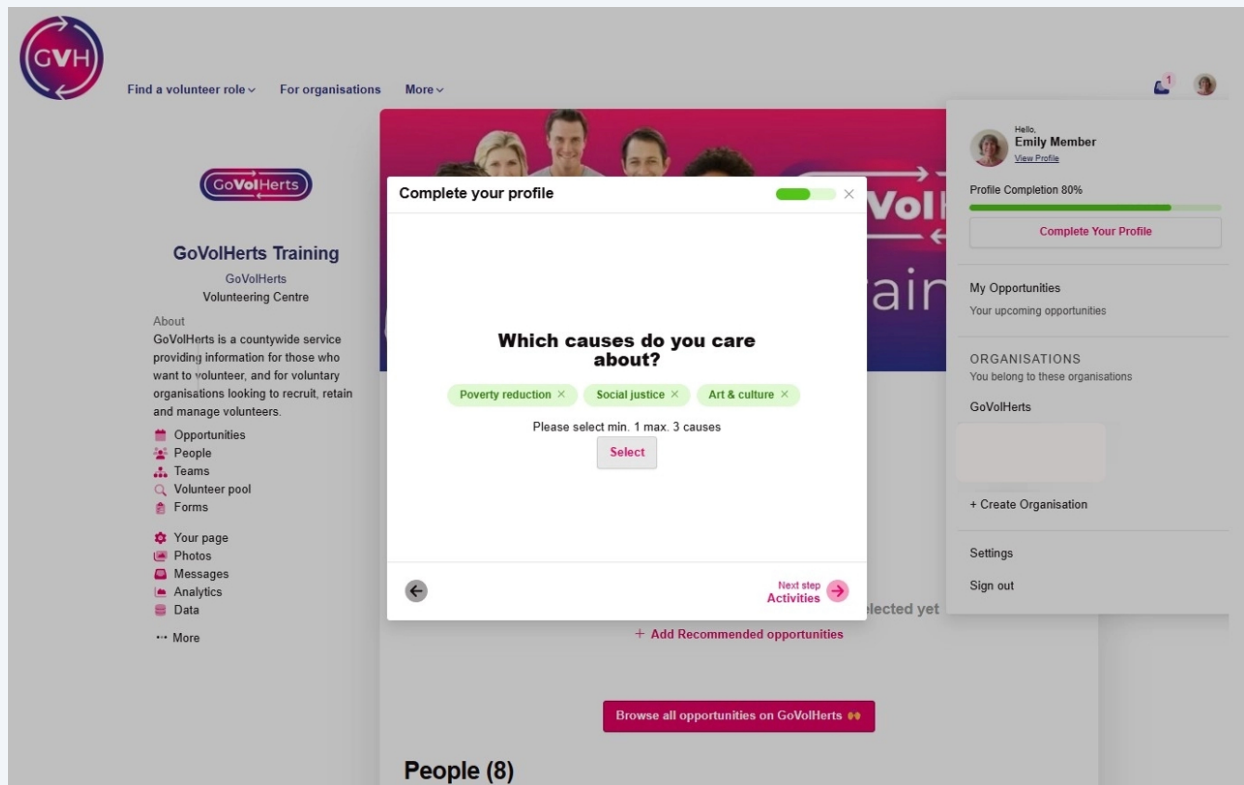 GVH
Find a volunteer role
For organisations
More
1
GoVolHerts
GoVolHerts Training
GoVolHerts
Volunteering Centre
About
GoVolHerts is a countywide service
providing information for those who
want to volunteer, and for voluntary
organisations looking to recruit, retain
and manage volunteers.
Opportunities
People
Teams
Volunteer pool
Forms
Your page
Photos
Messages
Analytics
Data
More
Vol
Complete your profile
Which causes do you care
about?
Poverty reduction ×
Social justice ×
Art & culture ×
Please select min. 1 max. 3 causes
Select
Next step
Activities
elected yet
+ Add Recommended opportunities
Browse all opportunities on GoVolHerts
People (8)
Hello,
Emily Member
View Profile
Profile Completion 80%
Complete Your Profile
My Opportunities
Your upcoming opportunities
ORGANISATIONS
You belong to these organisations
GoVolHerts
+ Create Organisation
Settings
Sign out